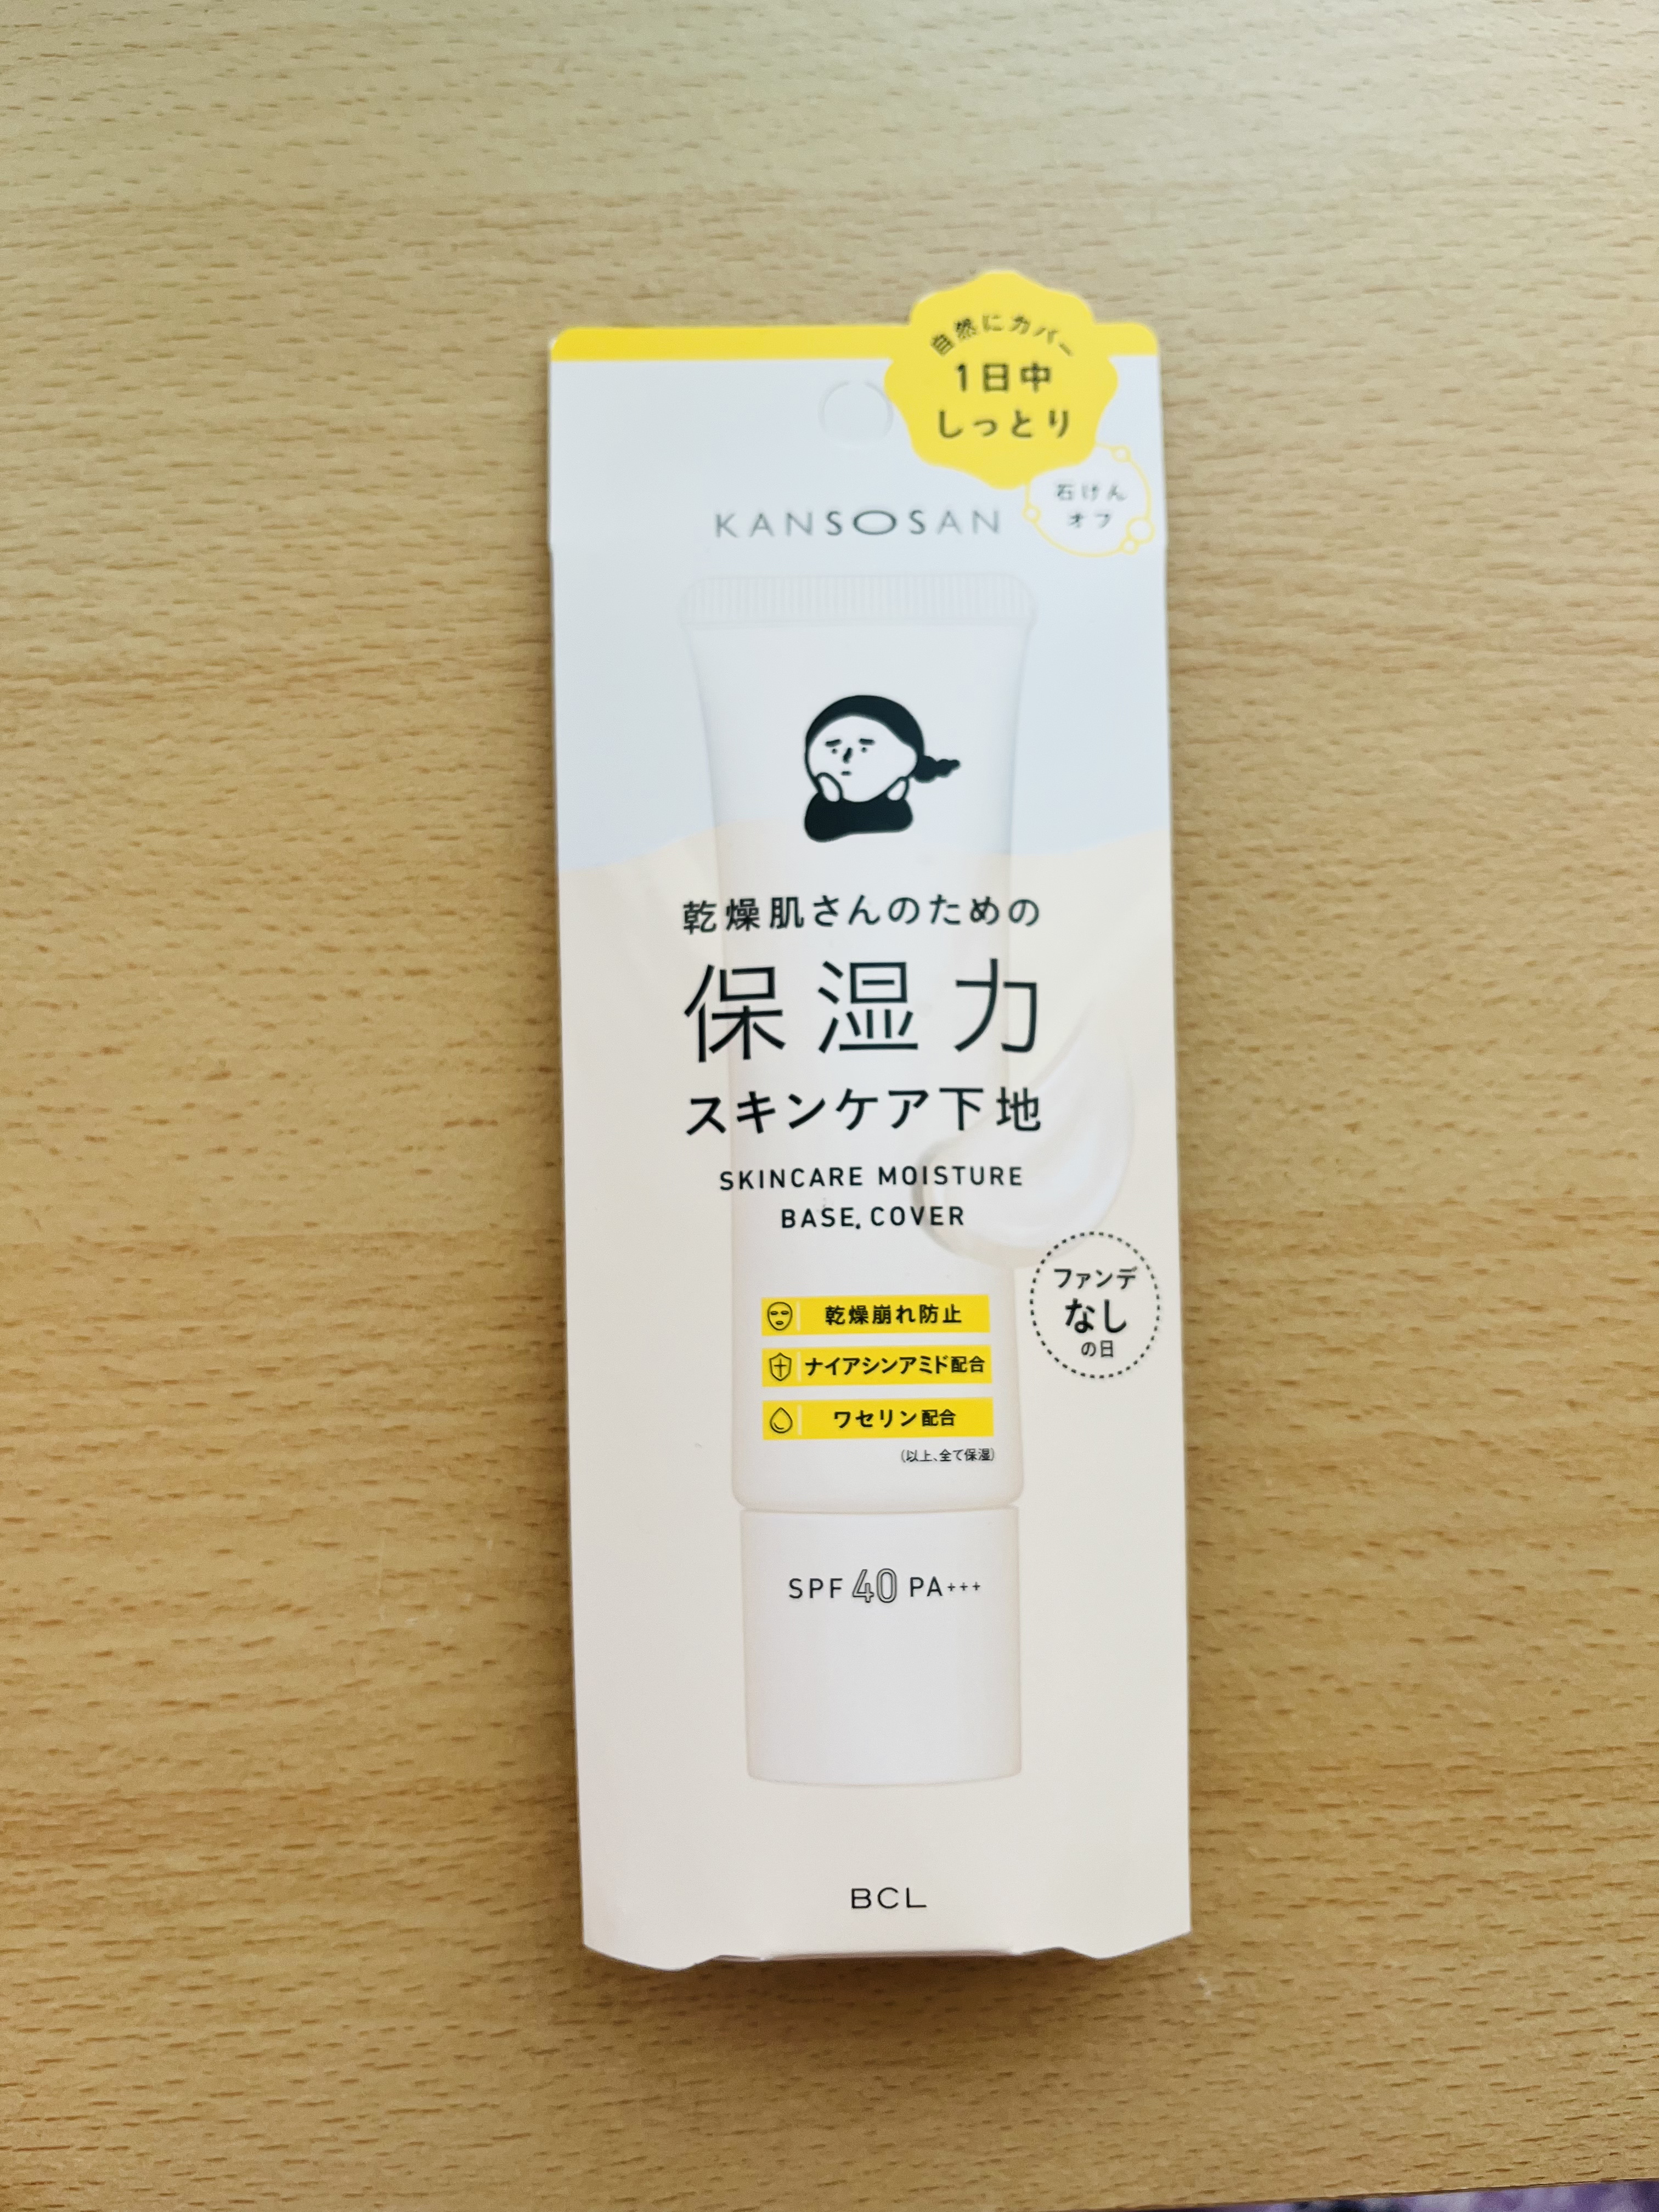 自然にカバー
1日中
しっとり
石けん
オフ
KANSOSAN
乾燥肌さんのための
保湿力
スキンケア下地
SKINCARE MOISTURE
BASE, COVER
ファンデ
なし
の日
乾燥崩れ防止
ナイアシンアミド配合
ワセリン配合
(以上、全て保湿)
SPF 40 PA+++
BCL